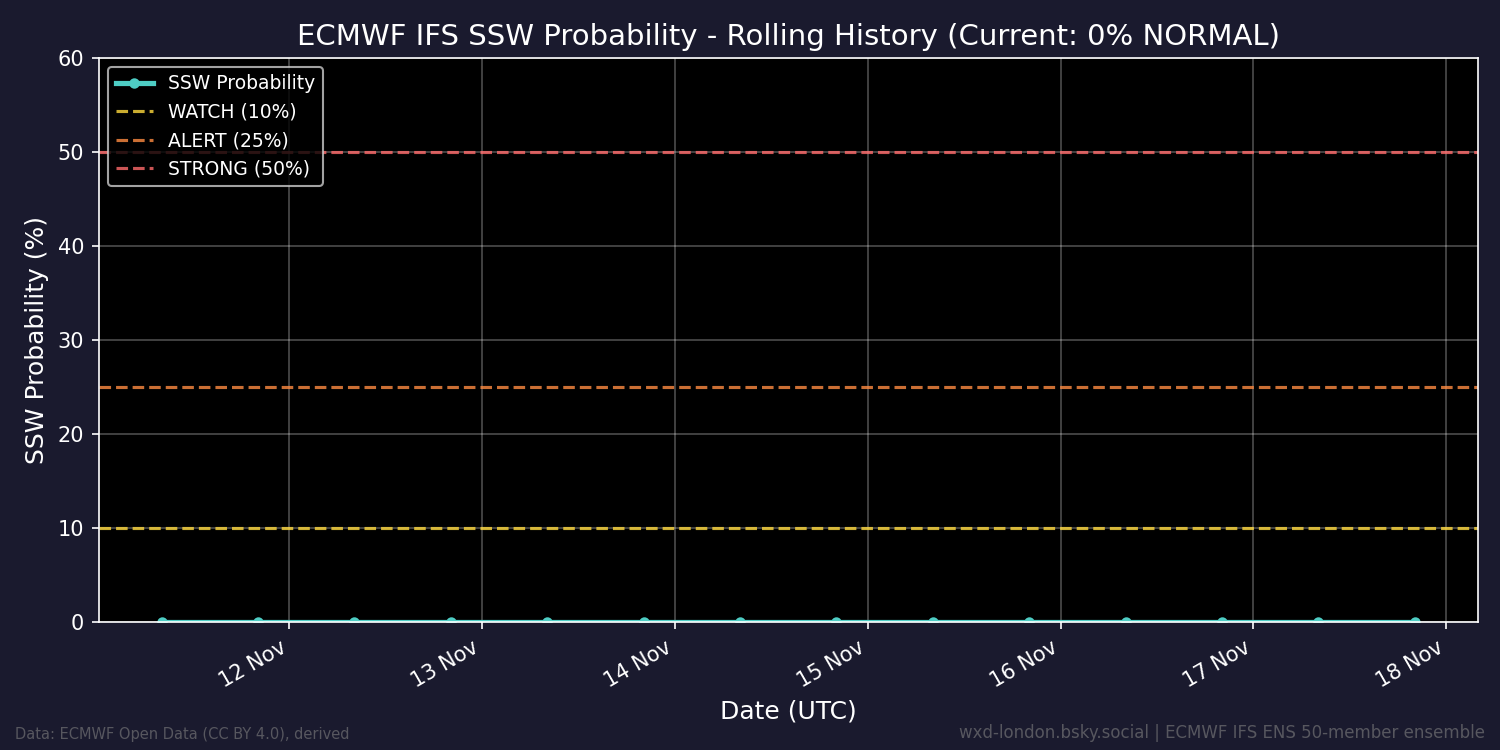 ECMWF IFS SSW Probability - Rolling History (Current: 0% NORMAL)
SSW Probability
WATCH (10%)
ALERT (25%)
STRONG (50%)
SSW Probability (%)
60
50
40
30
20
10
0
12 Nov
13 Nov
14 Nov
15 Nov
16 Nov
17 Nov
18 Nov
Date (UTC)
Data: ECMWF Open Data (CC BY 4.0), derived
wxd-london.bsky.social | ECMWF IFS ENS 50-member ensemble